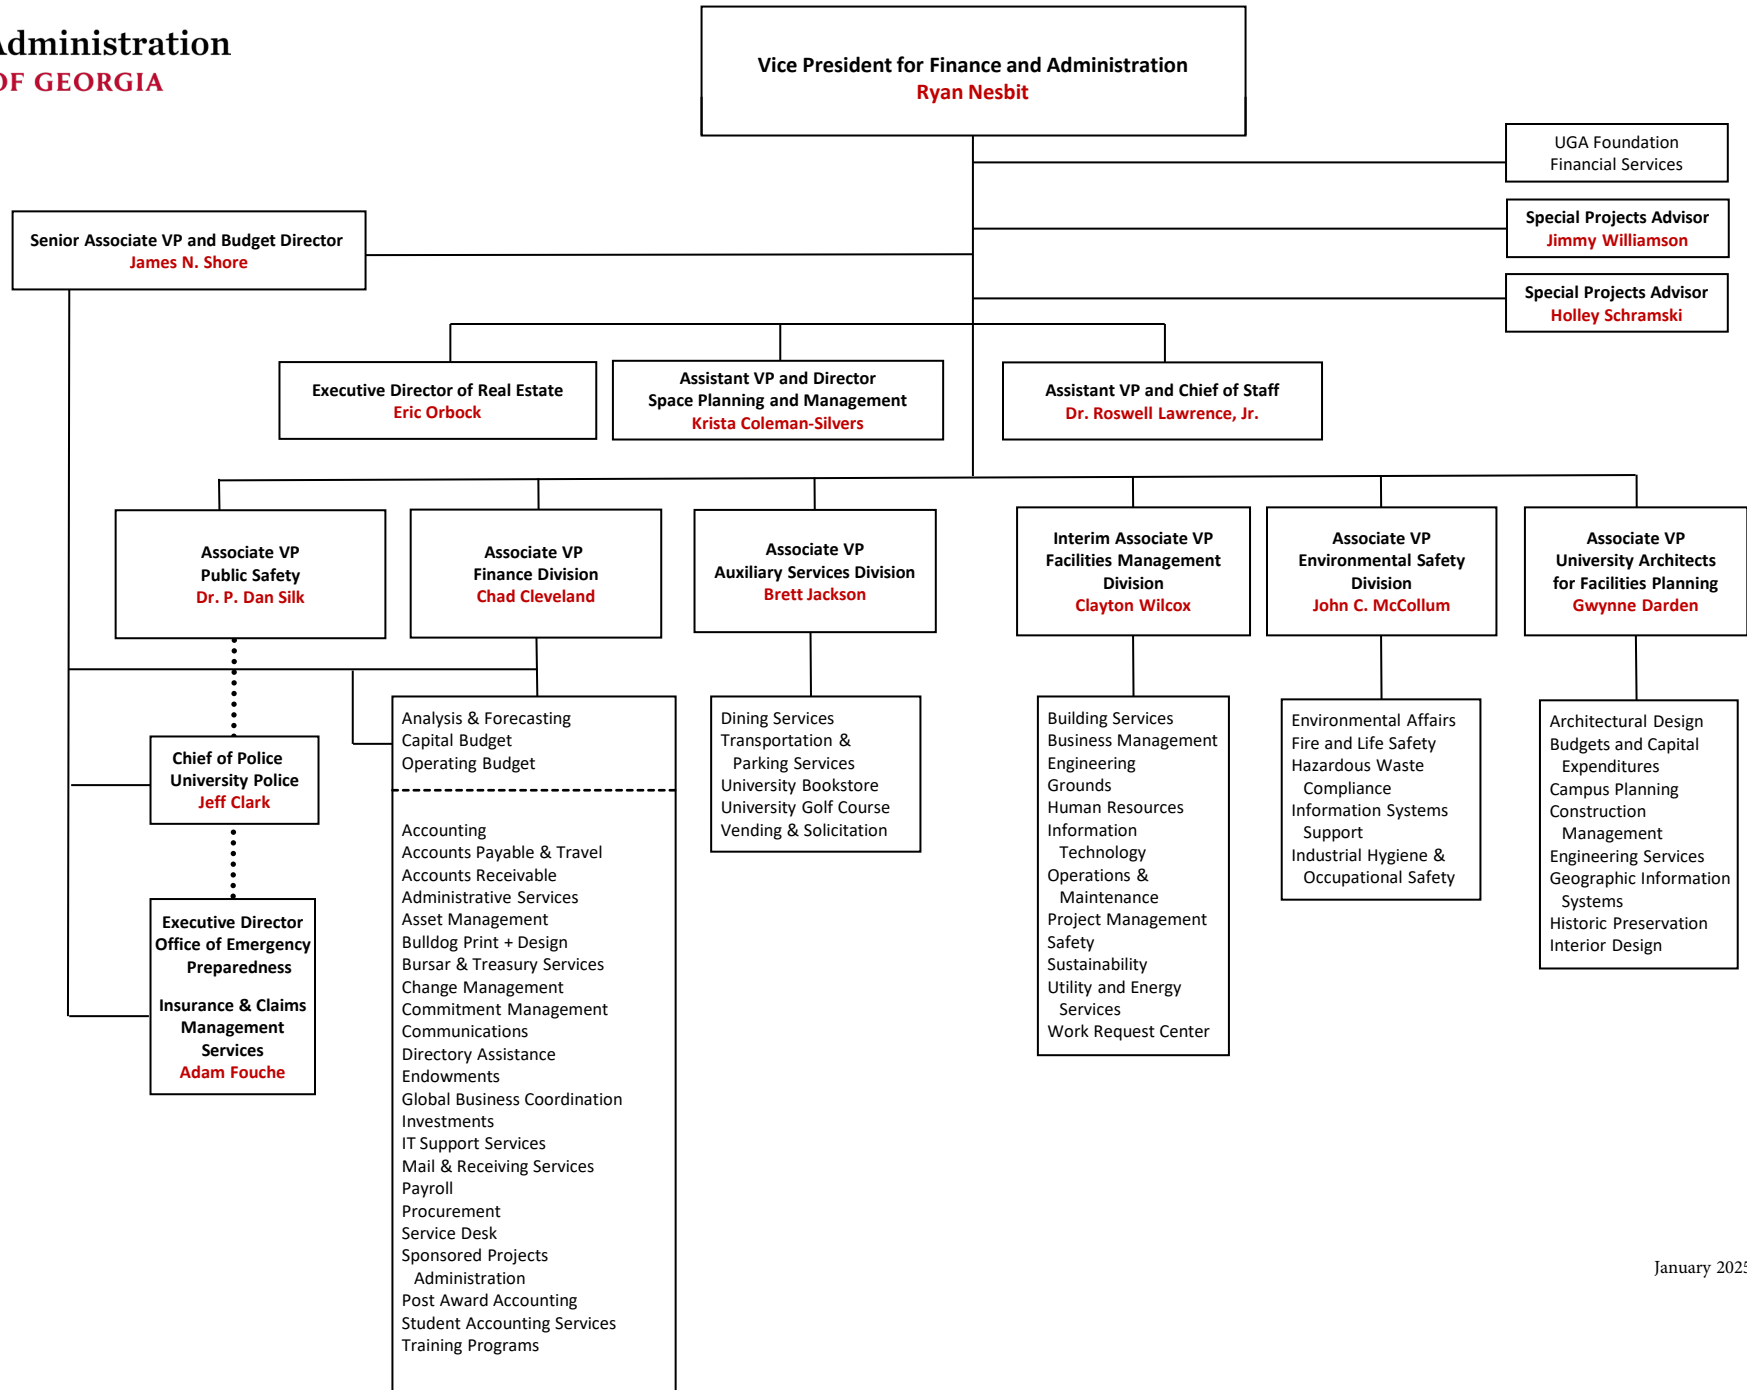 Administration
OF GEORGIA
Vice President for Finance and Administration
Ryan Nesbit
UGA Foundation
Financial Services
Special Projects Advisor
Jimmy Williamson
Special Projects Advisor
Holley Schramski
Senior Associate VP and Budget Director
James N. Shore
Executive Director of Real Estate
Eric Orbock
Assistant VP and Director
Space Planning and Management
Krista Coleman-Silvers
Assistant VP and Chief of Staff
Dr. Roswell Lawrence, Jr.
Associate VP
Public Safety
Dr. P. Dan Silk
Associate VP
Finance Division
Chad Cleveland
Associate VP
Auxiliary Services Division
Brett Jackson
Interim Associate VP
Facilities Management
Division
Clayton Wilcox
Associate VP
Environmental Safety
Division
John C. McCollum
Associate VP
University Architects
for Facilities Planning
Gwynne Darden
Chief of Police
University Police
Jeff Clark
Executive Director
Office of Emergency
Preparedness
Insurance & Claims
Management
Services
Adam Fouche
Analysis & Forecasting
Capital Budget
Operating Budget
Accounting
Accounts Payable & Travel
Accounts Receivable
Administrative Services
Asset Management
Bulldog Print + Design
Bursar & Treasury Services
Change Management
Commitment Management
Communications
Directory Assistance
Endowments
Global Business Coordination
Investments
IT Support Services
Mail & Receiving Services
Payroll
Procurement
Service Desk
Sponsored Projects
Administration
Post Award Accounting
Student Accounting Services
Training Programs
Dining Services
Transportation &
Parking Services
University Bookstore
University Golf Course
Vending & Solicitation
Building Services
Business Management
Engineering
Grounds
Human Resources
Information
Technology
Operations &
Maintenance
Project Management
Safety
Sustainability
Utility and Energy
Services
Work Request Center
Environmental Affairs
Fire and Life Safety
Hazardous Waste
Compliance
Information Systems
Support
Industrial Hygiene &
Occupational Safety
Architectural Design
Budgets and Capital
Expenditures
Campus Planning
Construction
Management
Engineering Services
Geographic Information
Systems
Historic Preservation
Interior Design
January 2025